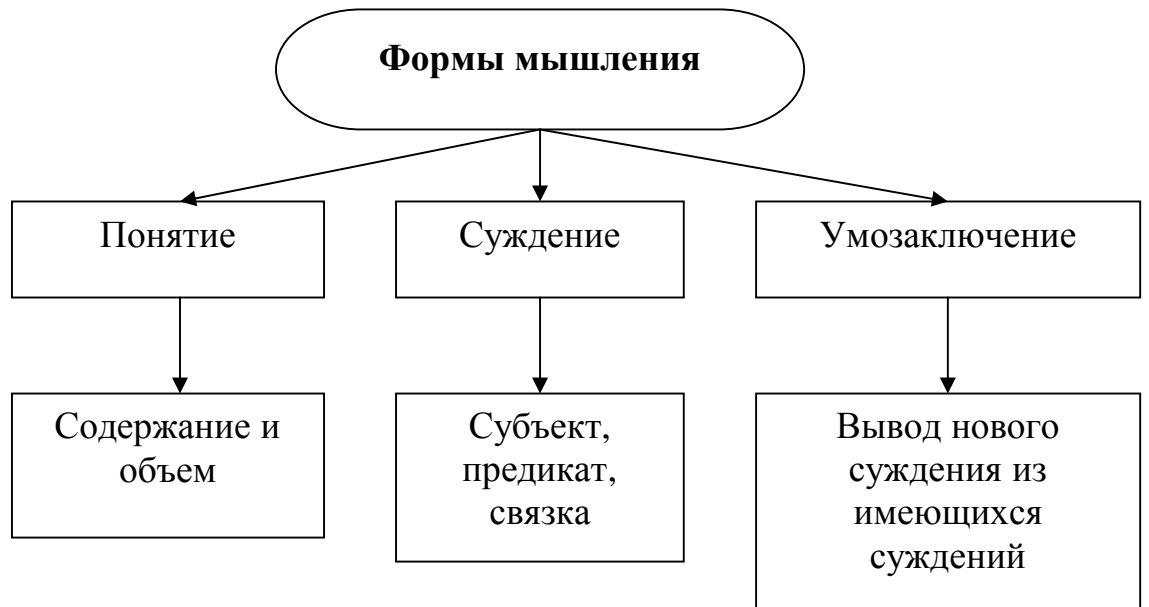 Формы мышления
Понятие
Суждение
Умозаключение
Содержание и
объем
Субъект,
предикат,
связка
Вывод нового
суждения из
имеющихся
суждений